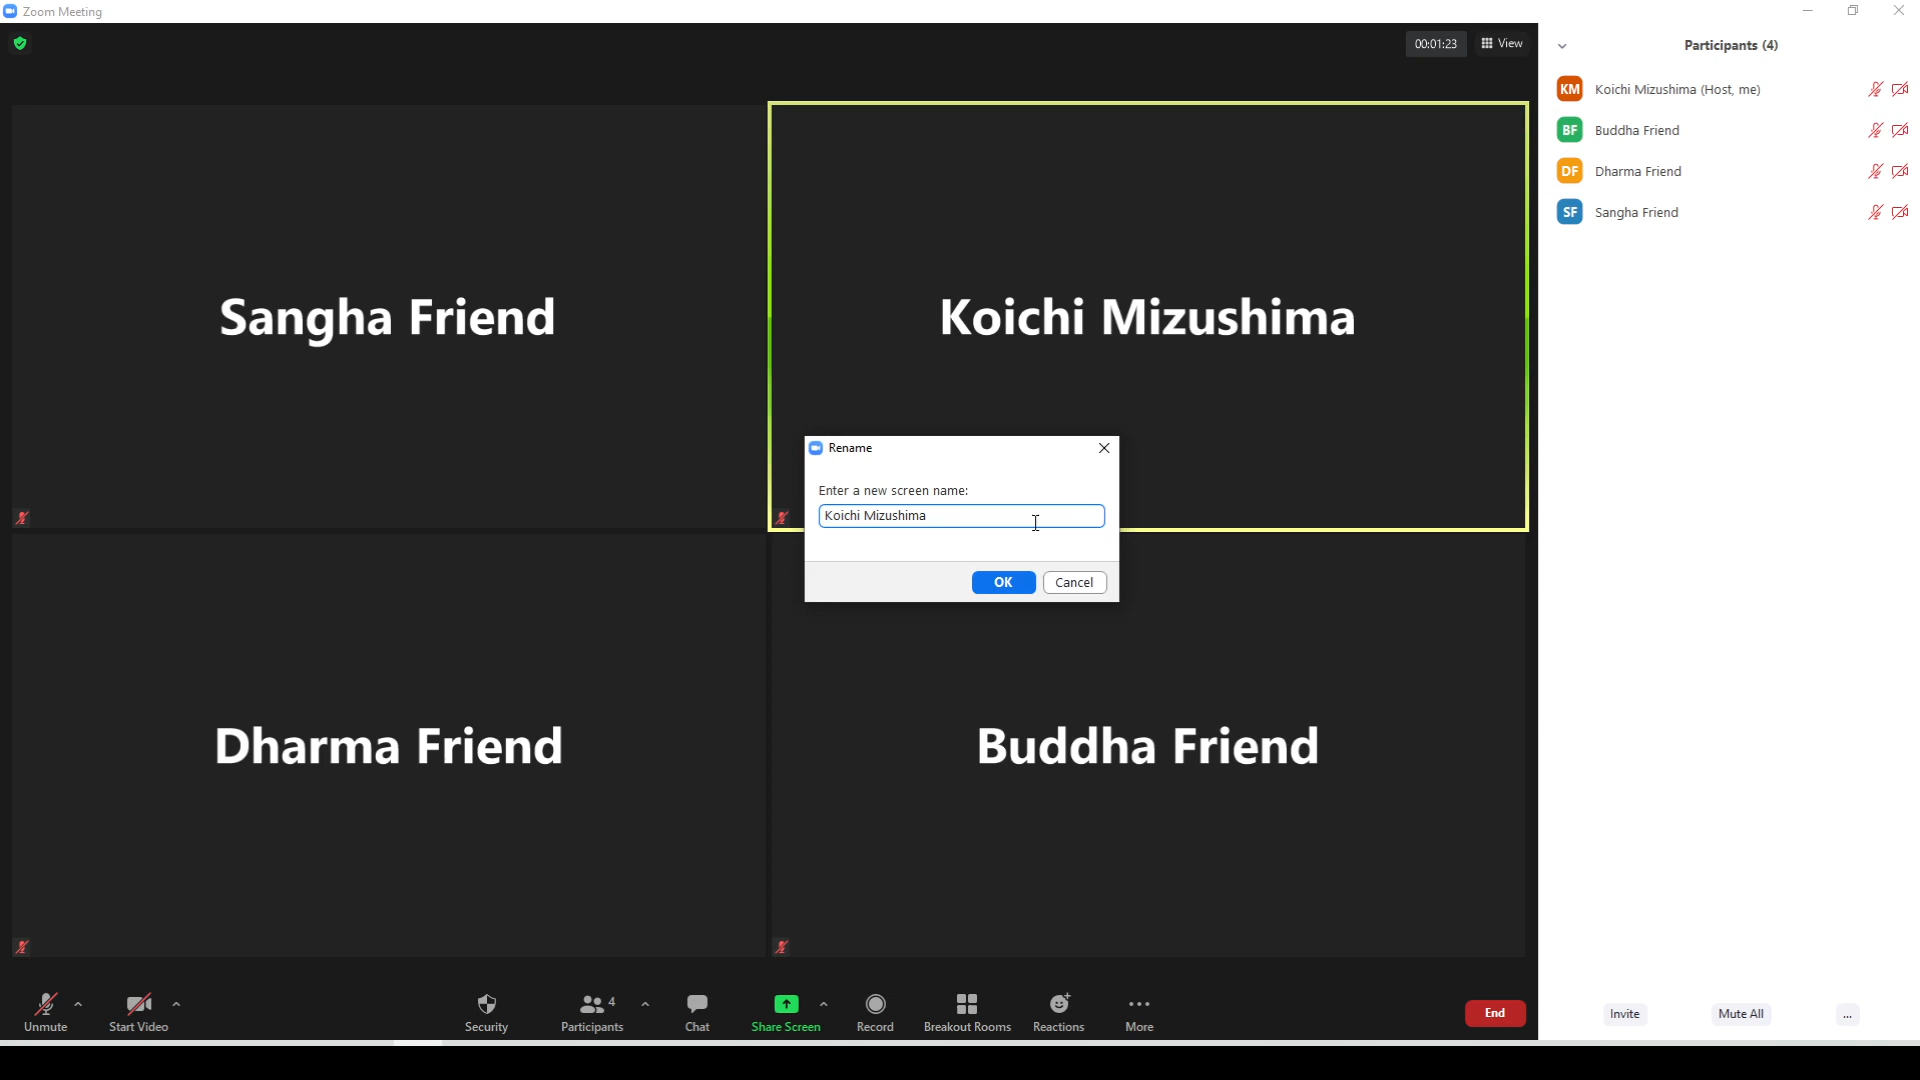 Zoom Meeting
00:01:23 View
Participants (4)
KM Koichi Mizushima (Host, me)
BF Buddha Friend
DF Dharma Friend
SF Sangha Friend
Sangha Friend
Koichi Mizushima
Rename
Enter a new screen name:
Koichi Mizushima
OK Cancel
Dharma Friend
Buddha Friend
Unmute
Start Video
Security
4
Participants
Chat
Share Screen
Record
Breakout Rooms
Reactions
More
End
Invite
Mute All
...